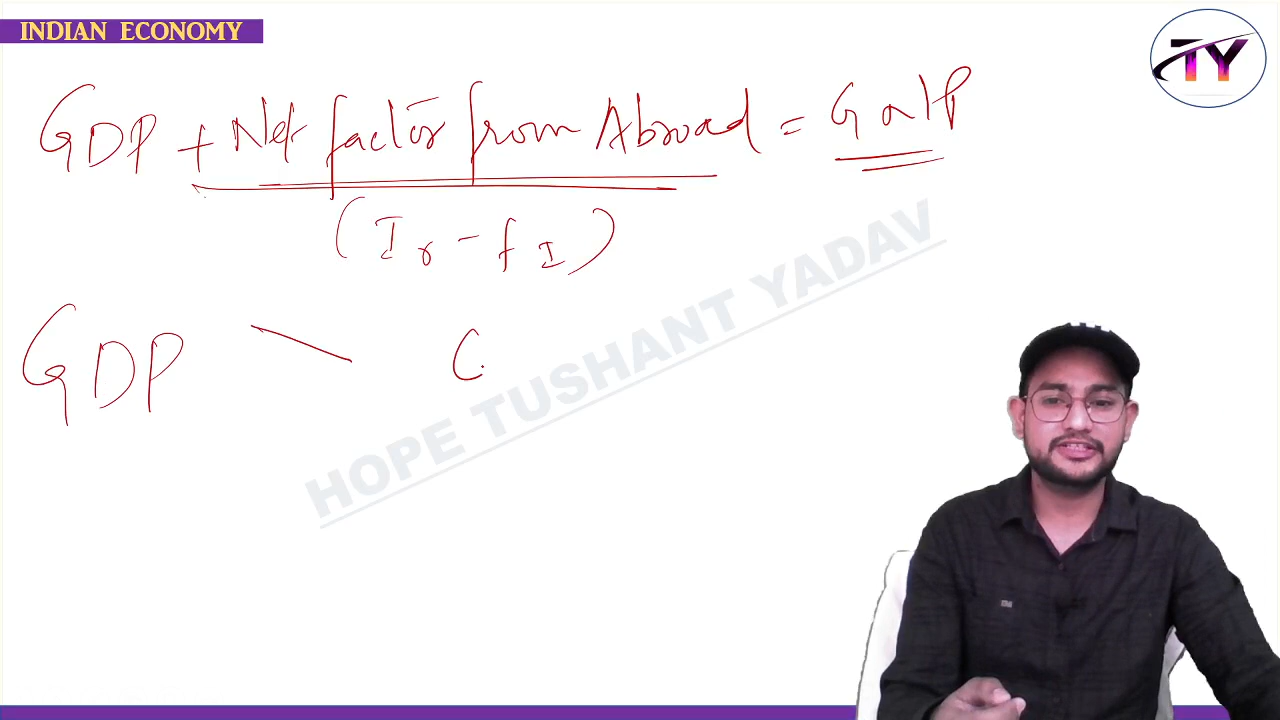 INDIAN ECONOMY
TY
GDP + Net factor from Abroad = GNP
(Ir - fI)
GDP \ G
HOPE TUSHANT YADAV